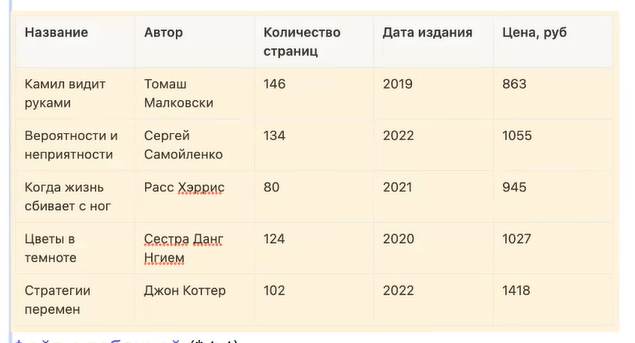 Название Автор Количество страниц Дата издания Цена, руб
Камил видит руками Томаш Малковски 146 2019 863
Вероятности и неприятности Сергей Самойленко 134 2022 1055
Когда жизнь сбивает с ног Расс Хэррис 80 2021 945
Цветы в темноте Сестра Данг Нгием 124 2020 1027
Стратегии перемен Джон Коттер 102 2022 1418